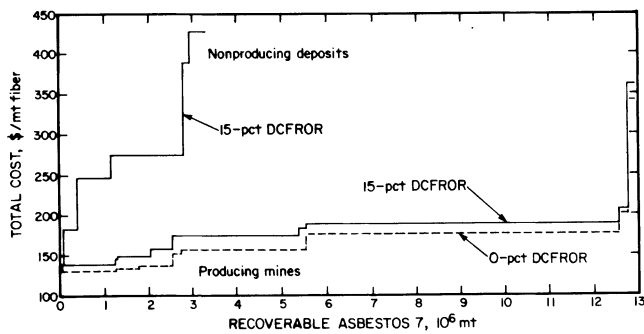 450
400
350
300
250
200
150
100
TOTAL COST, $/mt fiber
Nonproducing deposits
15-pct DCFROR
15-pct DCFROR
0-pct DCFROR
Producing mines
0 1 2 3 4 5 6 7 8 9 10 11 12 13
RECOVERABLE ASBESTOS 7, 10⁶ mt